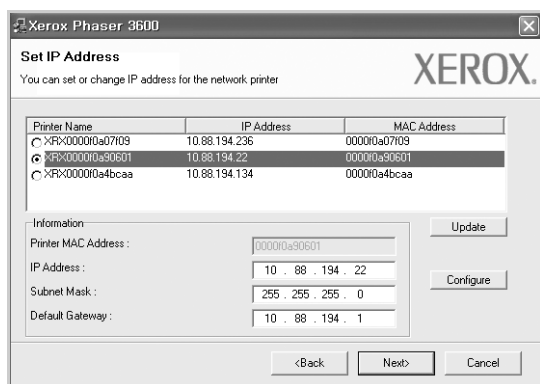 Xerox Phaser 3600
Set IP Address
You can set or change IP address for the network printer
XEROX.
Printer Name IP Address MAC Address
XRX0000f0a07f09 10.88.194.236 0000f0a07f09
XRX0000f0a90601 10.88.194.22 0000f0a90601
XRX0000f0a4bcaa 10.88.194.134 0000f0a4bcaa
Information
Update
Printer MAC Address : 0000f0a90601
IP Address : 10 . 88 . 194 . 22
Configure
Subnet Mask : 255 . 255 . 255 . 0
Default Gateway : 10 . 88 . 194 . 1
<Back Next> Cancel